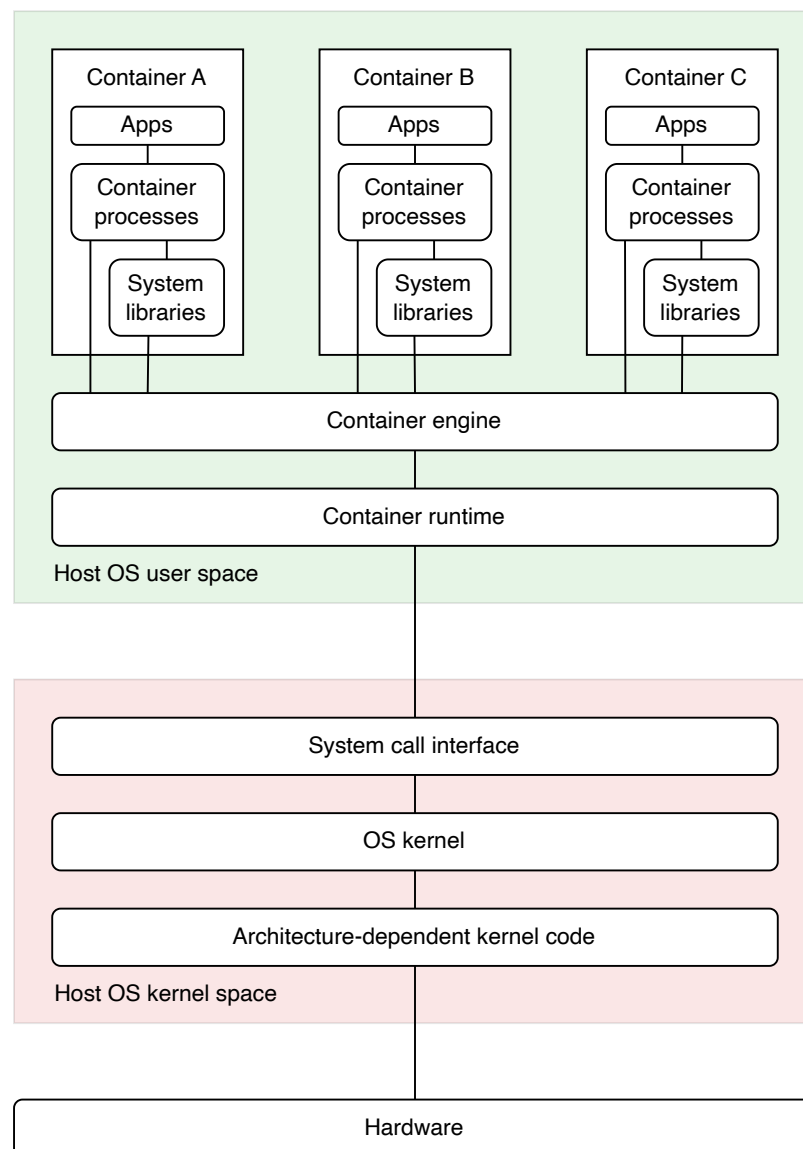 Container A
Apps
Container
processes
System
libraries
Container B
Apps
Container
processes
System
libraries
Container C
Apps
Container
processes
System
libraries
Container engine
Container runtime
Host OS user space
System call interface
OS kernel
Architecture-dependent kernel code
Host OS kernel space
Hardware